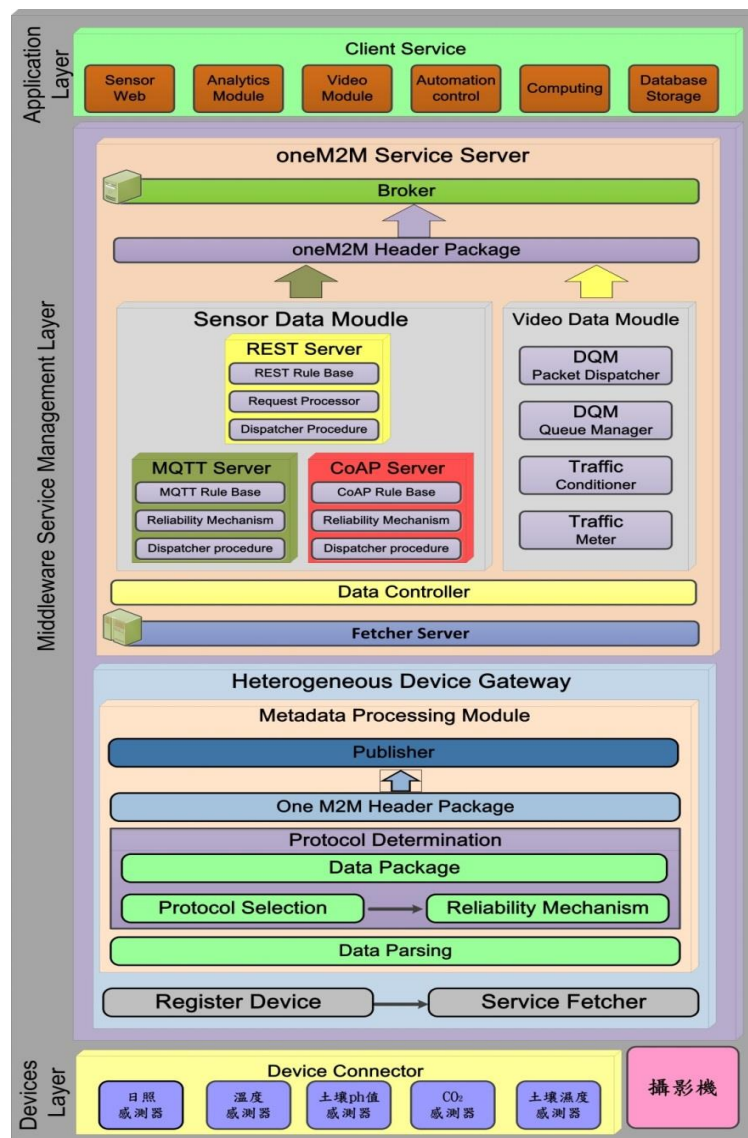 Application
Layer
Client Service
Sensor
Web
Analytics
Module
Video
Module
Automation
control
Computing
Database
Storage
Middleware Service Management Layer
oneM2M Service Server
Broker
oneM2M Header Package
Sensor Data Moudle
REST Server
REST Rule Base
Request Processor
Dispatcher Procedure
MQTT Server
MQTT Rule Base
Reliability Mechanism
Dispatcher procedure
CoAP Server
CoAP Rule Base
Reliability Mechanism
Dispatcher procedure
Video Data Moudle
DQM
Packet Dispatcher
DQM
Queue Manager
Traffic
Conditioner
Traffic
Meter
Data Controller
Fetcher Server
Heterogeneous Device Gateway
Metadata Processing Module
Publisher
One M2M Header Package
Protocol Determination
Data Package
Protocol Selection
Reliability Mechanism
Data Parsing
Register Device
Service Fetcher
Devices
Layer
Device Connector
日照
感測器
溫度
感測器
土壤ph值
感測器
CO₂
感測器
土壤濕度
感測器
攝影機